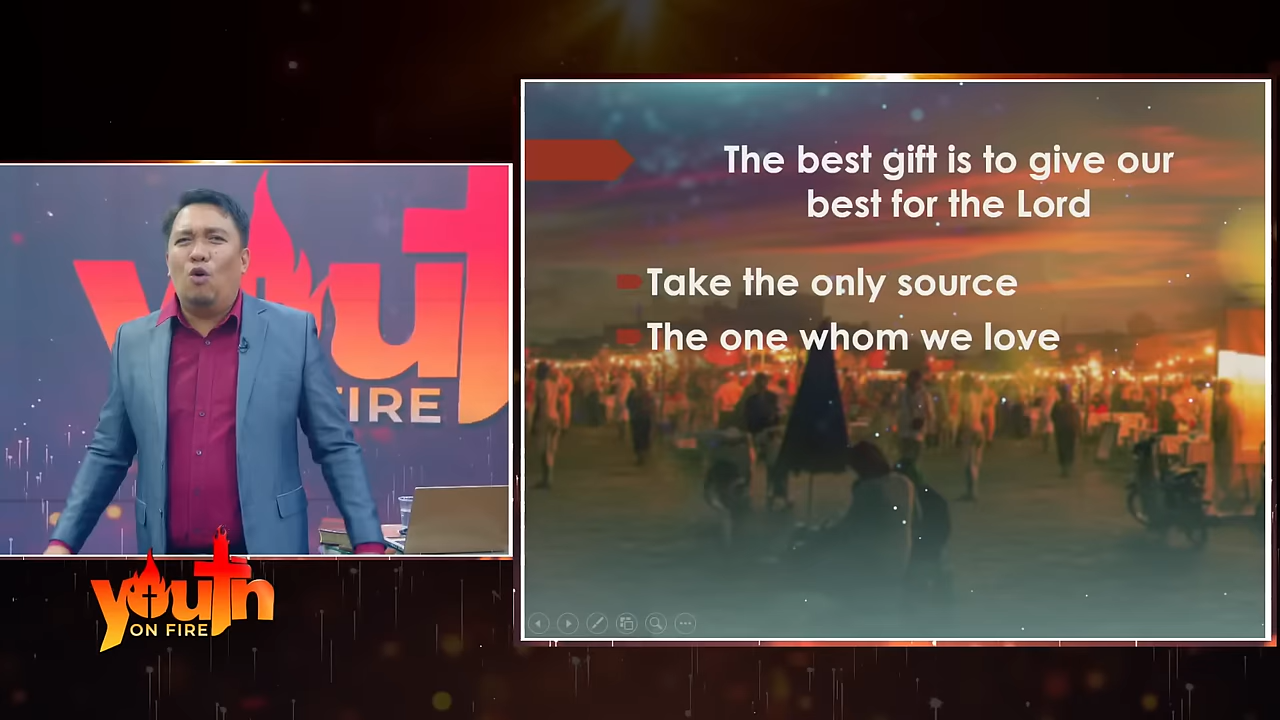 The best gift is to give our
best for the Lord
Take the only source
The one whom we love
youth
ON FIRE